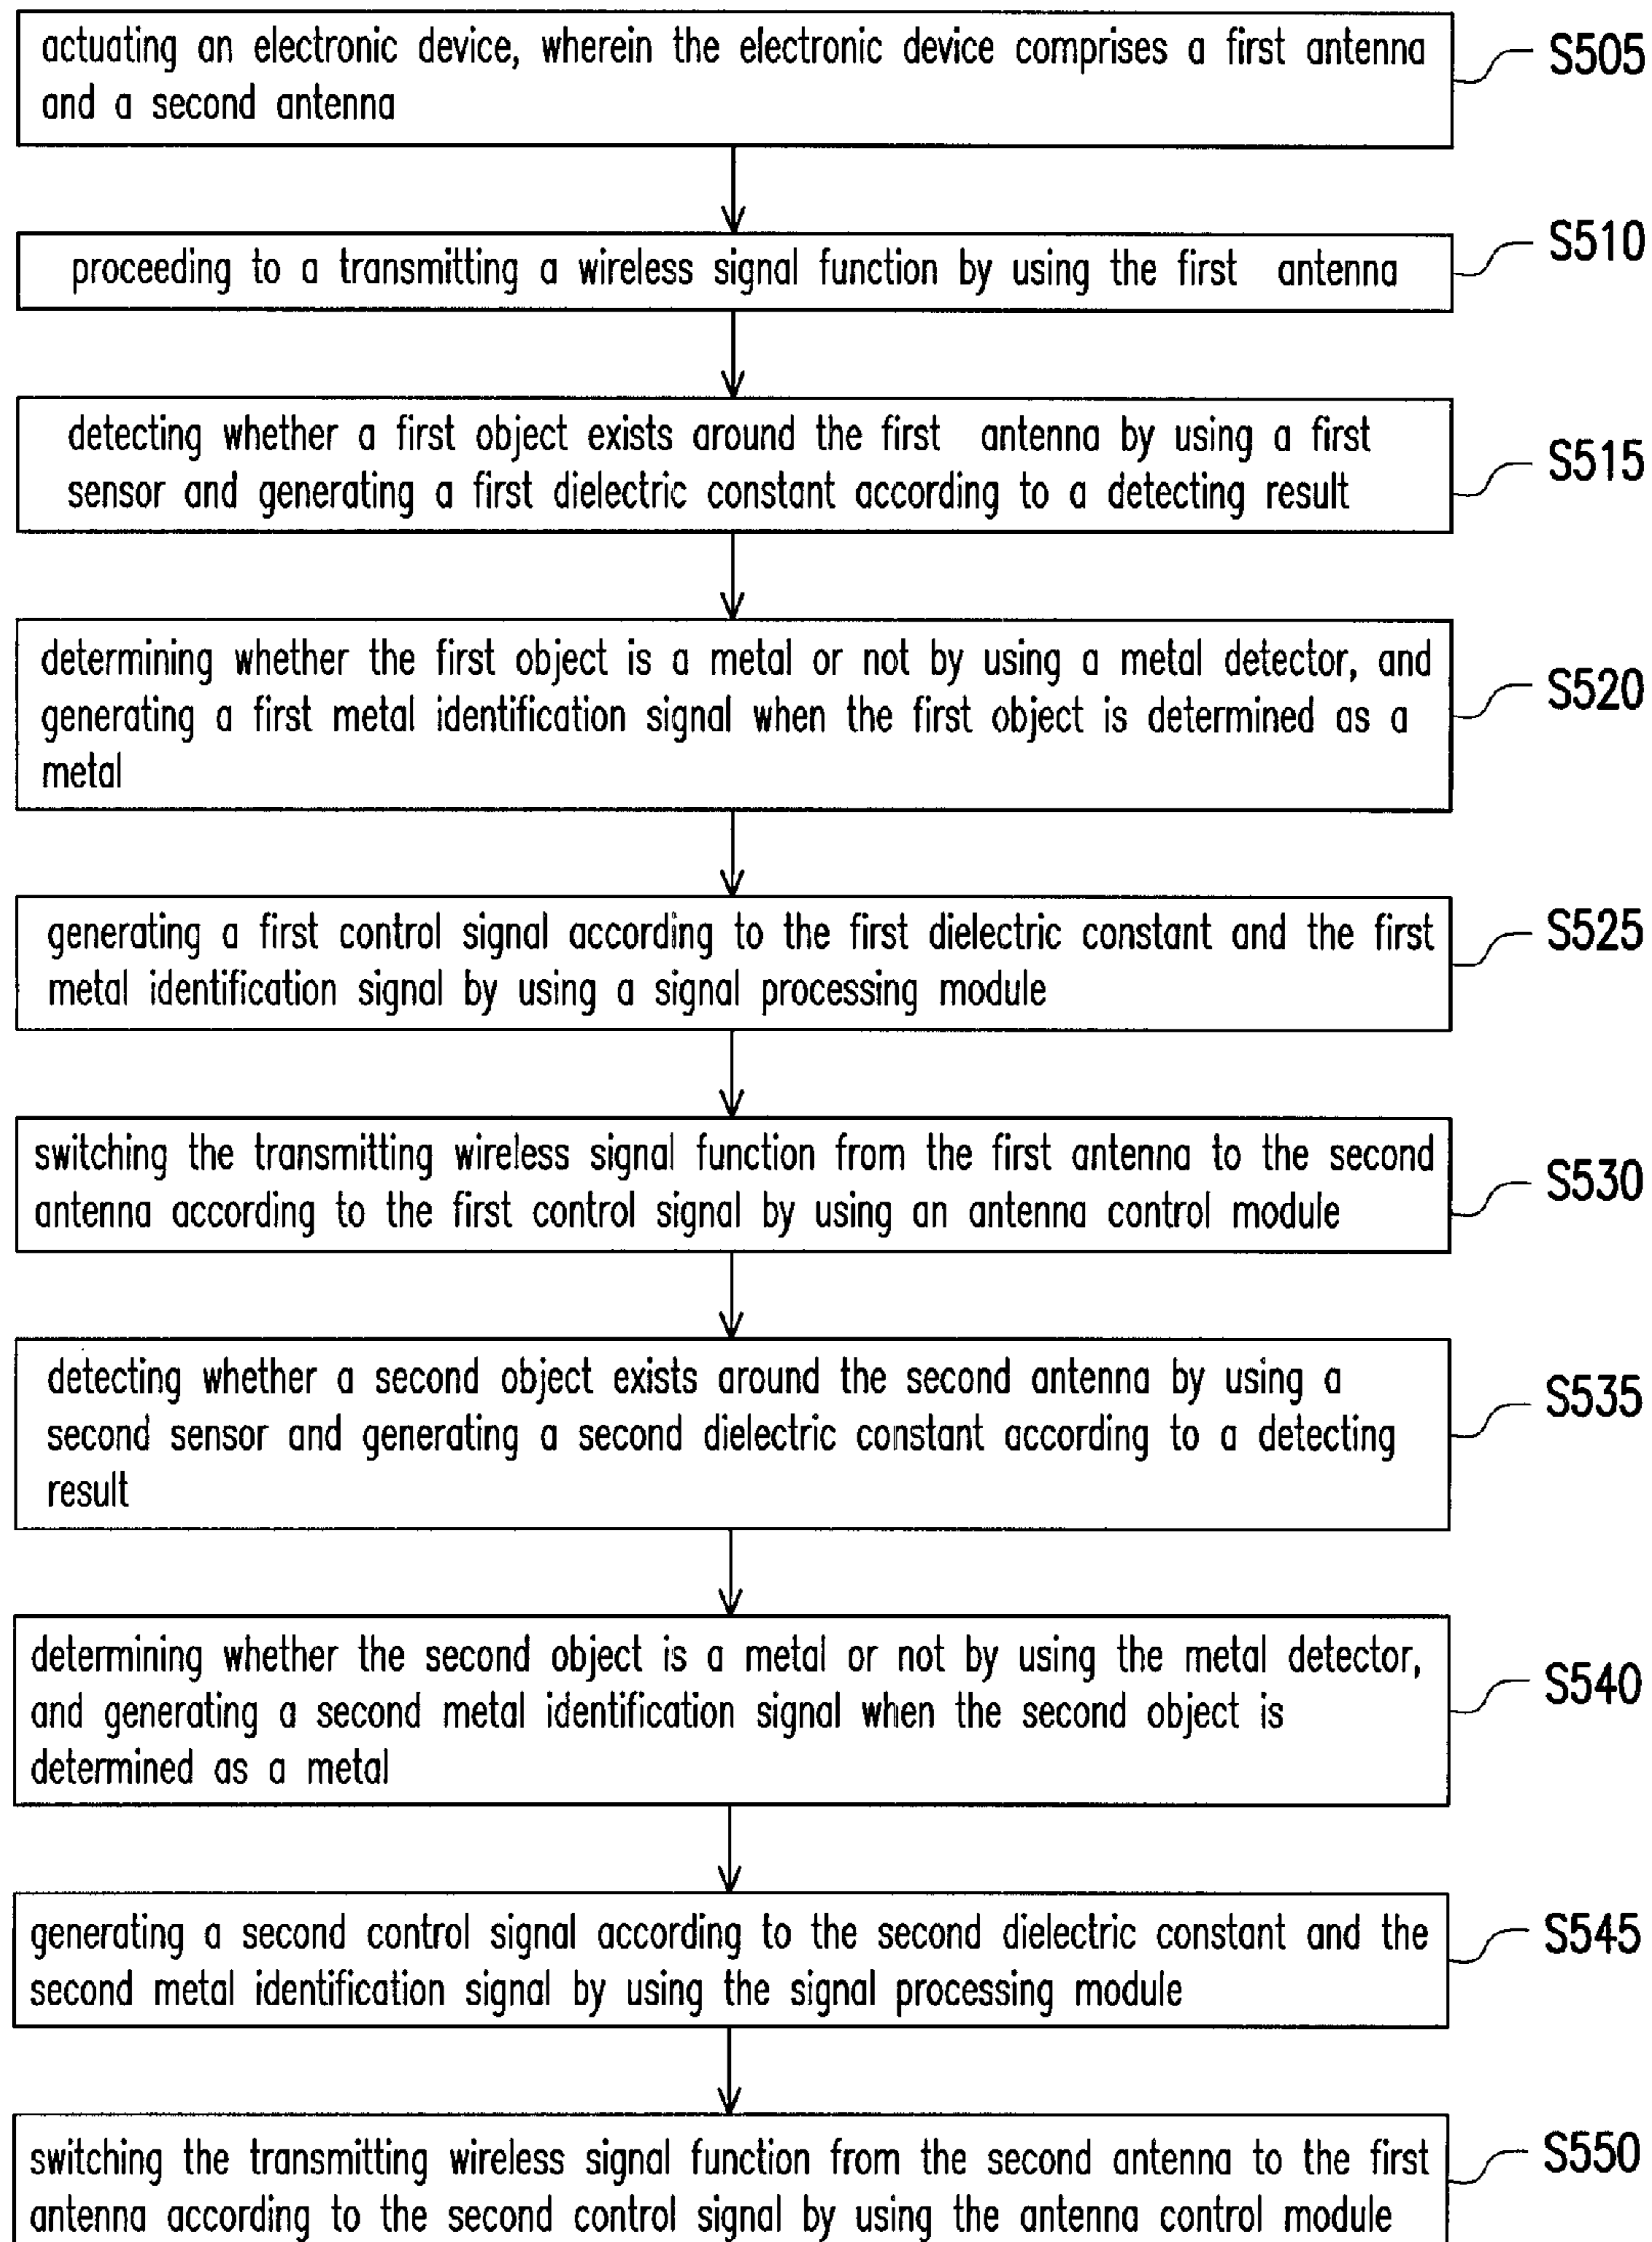 actuating an electronic device, wherein the electronic device comprises a first antenna
and a second antenna
S505
proceeding to a transmitting a wireless signal function by using the first antenna
S510
detecting whether a first object exists around the first antenna by using a first
sensor and generating a first dielectric constant according to a detecting result
S515
determining whether the first object is a metal or not by using a metal detector, and
generating a first metal identification signal when the first object is determined as a
metal
S520
generating a first control signal according to the first dielectric constant and the first
metal identification signal by using a signal processing module
S525
switching the transmitting wireless signal function from the first antenna to the second
antenna according to the first control signal by using an antenna control module
S530
detecting whether a second object exists around the second antenna by using a
second sensor and generating a second dielectric constant according to a detecting
result
S535
determining whether the second object is a metal or not by using the metal detector,
and generating a second metal identification signal when the second object is
determined as a metal
S540
generating a second control signal according to the second dielectric constant and the
second metal identification signal by using the signal processing module
S545
switching the transmitting wireless signal function from the second antenna to the first
antenna according to the second control signal by using the antenna control module
S550